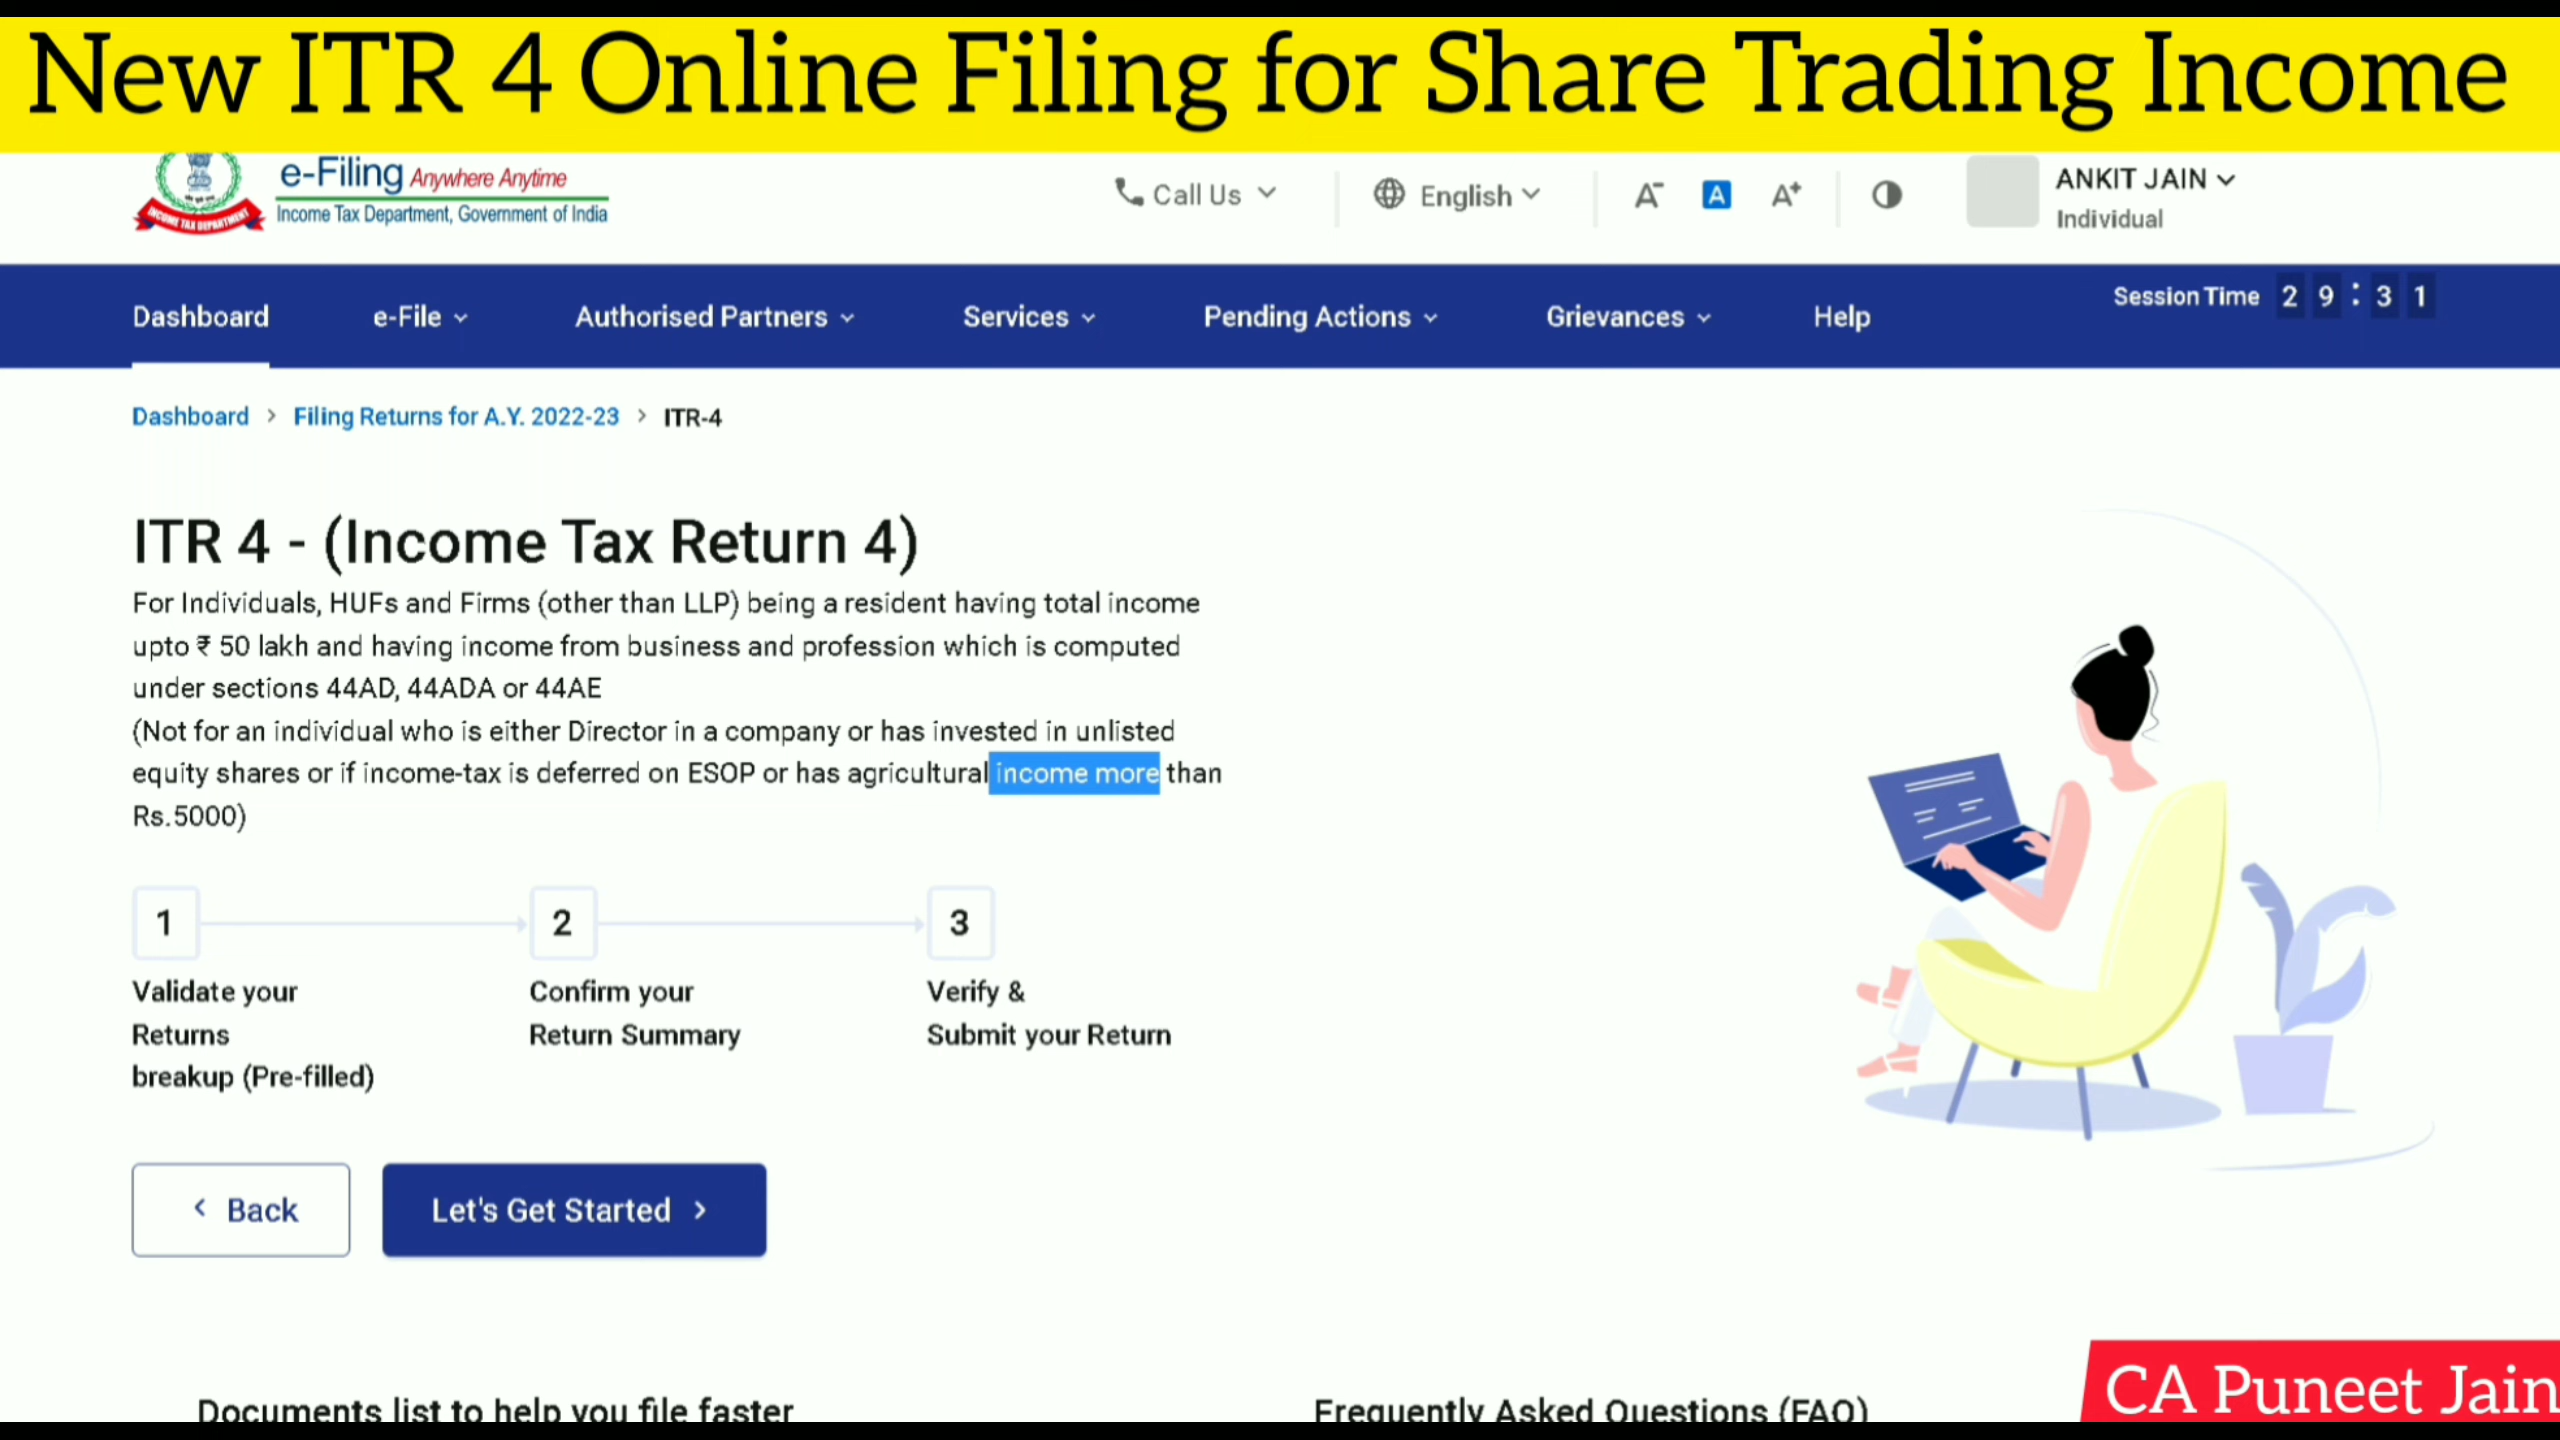 New ITR 4 Online Filing for Share Trading Income
e-Filing Anywhere Anytime
Income Tax Department, Government of India
INCOME TAX DEPARTMENT
Call Us
English
A-
A
A+
ANKIT JAIN
Individual
Dashboard
e-File
Authorised Partners
Services
Pending Actions
Grievances
Help
Session Time 29:31
Dashboard > Filing Returns for A.Y. 2022-23 > ITR-4
ITR 4 - (Income Tax Return 4)
For Individuals, HUFs and Firms (other than LLP) being a resident having total income
upto ₹ 50 lakh and having income from business and profession which is computed
under sections 44AD, 44ADA or 44AE
(Not for an individual who is either Director in a company or has invested in unlisted
equity shares or if income-tax is deferred on ESOP or has agricultural income more than
Rs.5000)
1
Validate your
Returns
breakup (Pre-filled)
2
Confirm your
Return Summary
3
Verify &
Submit your Return
< Back
Let's Get Started >
Documents list to help you file faster
Frequently Asked Questions (FAQ)
CA Puneet Jain